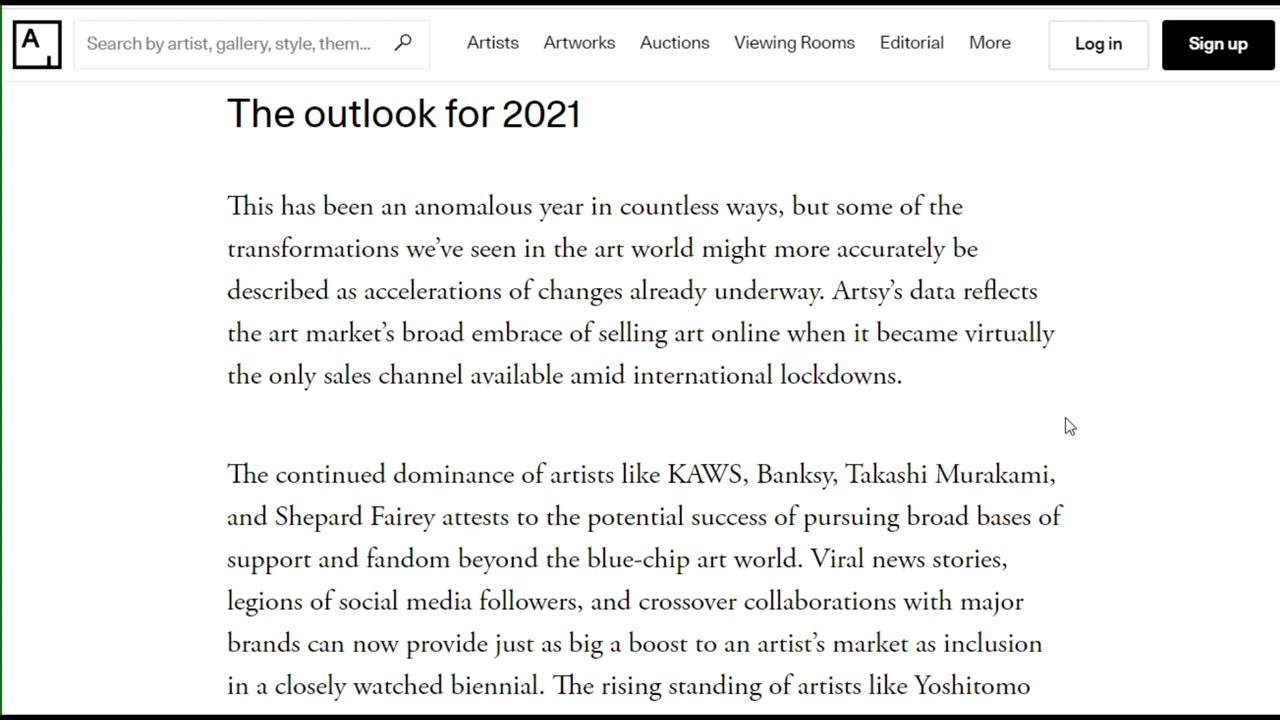 A
Search by artist, gallery, style, them... Artists Artworks Auctions Viewing Rooms Editorial More Log in Sign up
The outlook for 2021
This has been an anomalous year in countless ways, but some of the
transformations we’ve seen in the art world might more accurately be
described as accelerations of changes already underway. Artsy’s data reflects
the art market’s broad embrace of selling art online when it became virtually
the only sales channel available amid international lockdowns.
The continued dominance of artists like KAWS, Banksy, Takashi Murakami,
and Shepard Fairey attests to the potential success of pursuing broad bases of
support and fandom beyond the blue-chip art world. Viral news stories,
legions of social media followers, and crossover collaborations with major
brands can now provide just as big a boost to an artist’s market as inclusion
in a closely watched biennial. The rising standing of artists like Yoshitomo